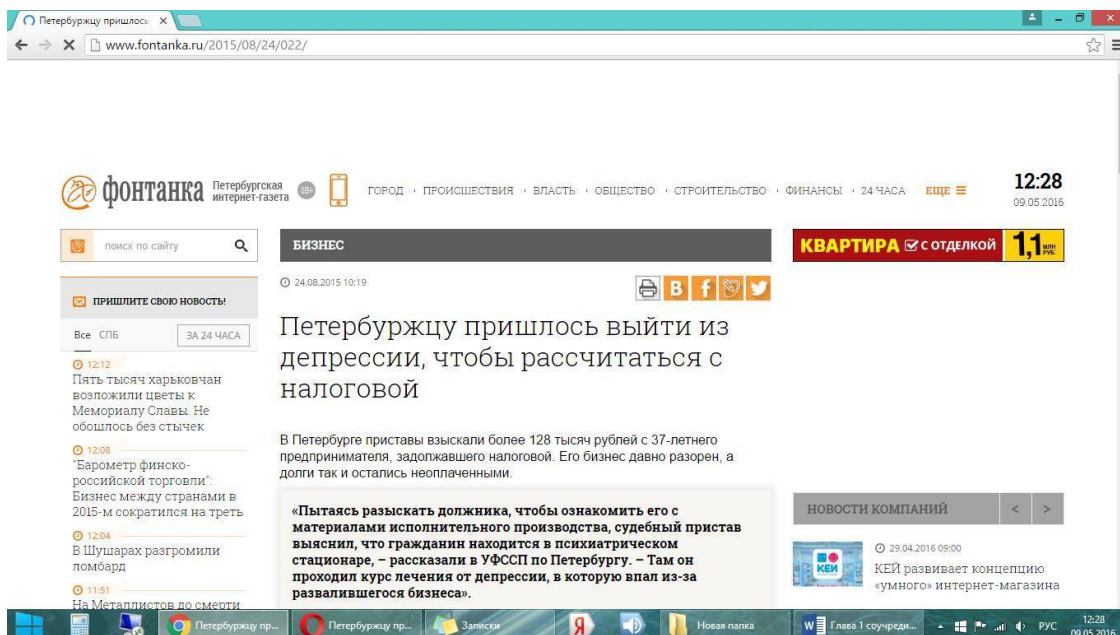 Петербуржцу пришлось
www.fontanka.ru/2015/08/24/022/
фонтанка
Петербургская
интернет-газета
18+
ГОРОД · ПРОИСШЕСТВИЯ · ВЛАСТЬ · ОБЩЕСТВО · СТРОИТЕЛЬСТВО · ФИНАНСЫ · 24 ЧАСА ЕЩЕ
12:28
09.05.2016
поиск по сайту
ПРИШЛИТЕ СВОЮ НОВОСТЬ!
Все СПБ ЗА 24 ЧАСА
12:12
Пять тысяч харьковчан
возложили цветы к
Мемориалу Славы. Не
обошлось без стычек
12:08
"Барометр финско-
российской торговли":
Бизнес между странами в
2015-м сократился на треть
12:04
В Шушарах разгромили
ломбард
11:51
На Металлистов до смерти
БИЗНЕС
24.08.2015 10:19
В f
Петербуржцу пришлось выйти из
депрессии, чтобы рассчитаться с
налоговой
В Петербурге приставы взыскали более 128 тысяч рублей с 37-летнего
предпринимателя, задолжавшего налоговой. Его бизнес давно разорен, а
долги так и остались неоплаченными.
«Пытаясь разыскать должника, чтобы ознакомить его с
материалами исполнительного производства, судебный пристав
выяснил, что гражданин находится в психиатрическом
стационаре, – рассказали в УФССП по Петербургу. – Там он
проходил курс лечения от депрессии, в которую впал из-за
развалившегося бизнеса».
КВАРТИРА С ОТДЕЛКОЙ 1,1 МЛН РУБ.
НОВОСТИ КОМПАНИЙ < >
КЕЙ
29.04.2016 09:00
КЕЙ развивает концепцию
«умного» интернет-магазина
Петербуржцу пр...
Петербуржцу пр...
Записки
Я
Новая папка
Глава 1 соучреди...
РУС
12:28
09.05.2016